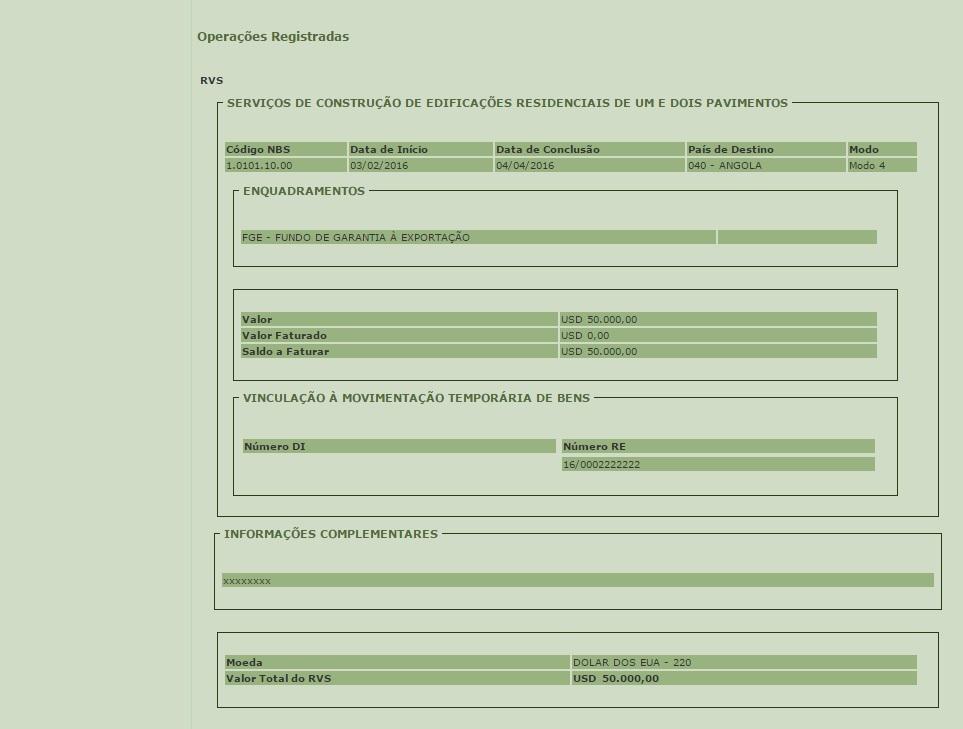 Operações Registradas
RVS
SERVIÇOS DE CONSTRUÇÃO DE EDIFICAÇÕES RESIDENCIAIS DE UM E DOIS PAVIMENTOS
Código NBS Data de Início Data de Conclusão País de Destino Modo
1.0101.10.00 03/02/2016 04/04/2016 040 - ANGOLA Modo 4
ENQUADRAMENTOS
FGE - FUNDO DE GARANTIA À EXPORTAÇÃO
Valor USD 50.000,00
Valor Faturado USD 0,00
Saldo a Faturar USD 50.000,00
VINCULAÇÃO À MOVIMENTAÇÃO TEMPORÁRIA DE BENS
Número DI Número RE
16/0002222222
INFORMAÇÕES COMPLEMENTARES
xxxxxxxx
Moeda DOLAR DOS EUA - 220
Valor Total do RVS USD 50.000,00